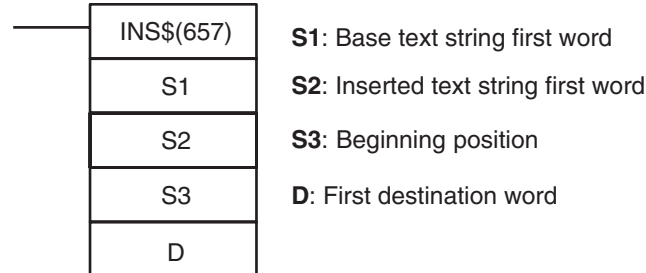 INS$(657)
S1
S2
S3
D
S1: Base text string first word
S2: Inserted text string first word
S3: Beginning position
D: First destination word